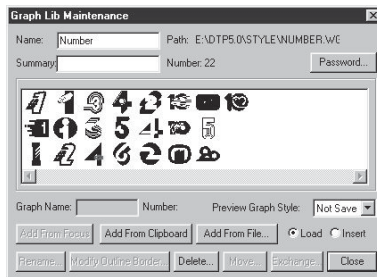 Graph Lib Maintenance
Name: Number Path: E:\DTP5.0\STYLE\NUMBER.WG
Summary: Number: 22 Password...
Graph Name: Number: Preview Graph Style: Not Save
Add From Focus Add From Clipboard Add From File... Load Insert
Rename... Modify Outline Border... Delete... Move... Exchange... Close